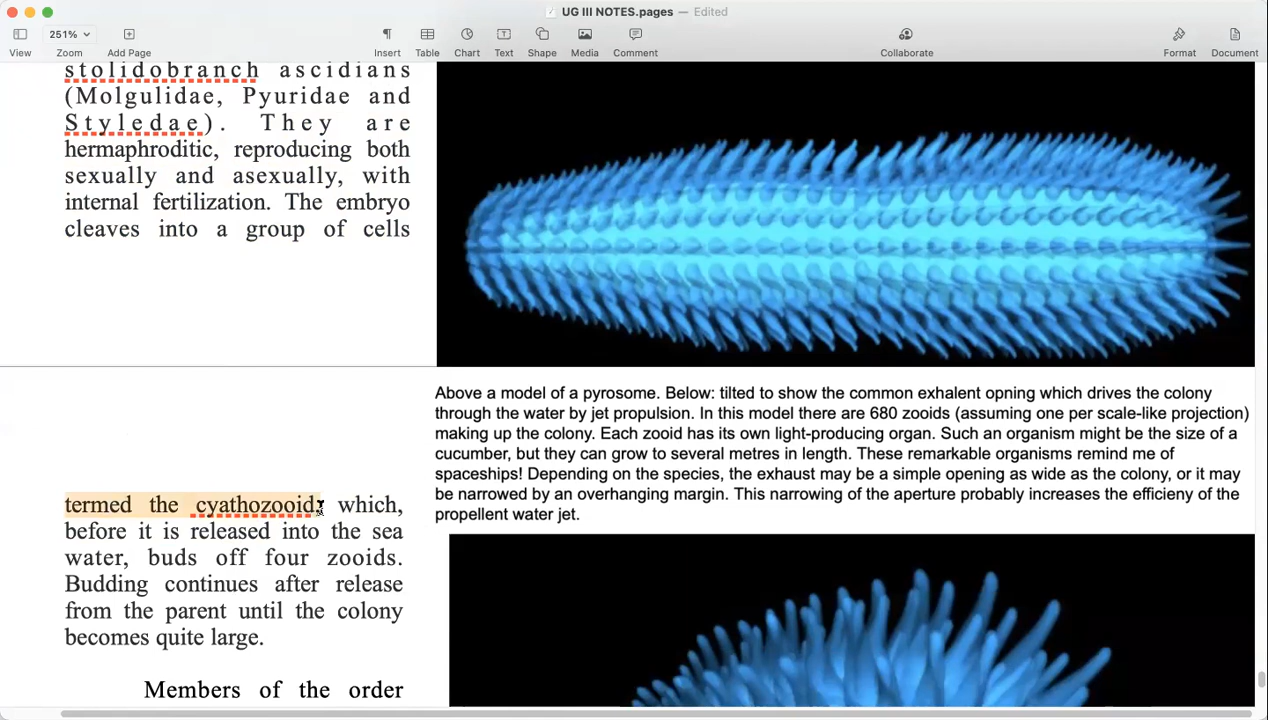 UG III NOTES.pages — Edited
251%
View Zoom Add Page Insert Table Chart Text Shape Media Comment Collaborate Format Document
stolidobranch ascidians
(Molgulidae, Pyuridae and
Styledae). They are
hermaphroditic, reproducing both
sexually and asexually, with
internal fertilization. The embryo
cleaves into a group of cells
termed the cyathozooid; which,
before it is released into the sea
water, buds off four zooids.
Budding continues after release
from the parent until the colony
becomes quite large.
Members of the order
Above a model of a pyrosome. Below: tilted to show the common exhalent opning which drives the colony
through the water by jet propulsion. In this model there are 680 zooids (assuming one per scale-like projection)
making up the colony. Each zooid has its own light-producing organ. Such an organism might be the size of a
cucumber, but they can grow to several metres in length. These remarkable organisms remind me of
spaceships! Depending on the species, the exhaust may be a simple opening as wide as the colony, or it may
be narrowed by an overhanging margin. This narrowing of the aperture probably increases the efficieny of the
propellent water jet.